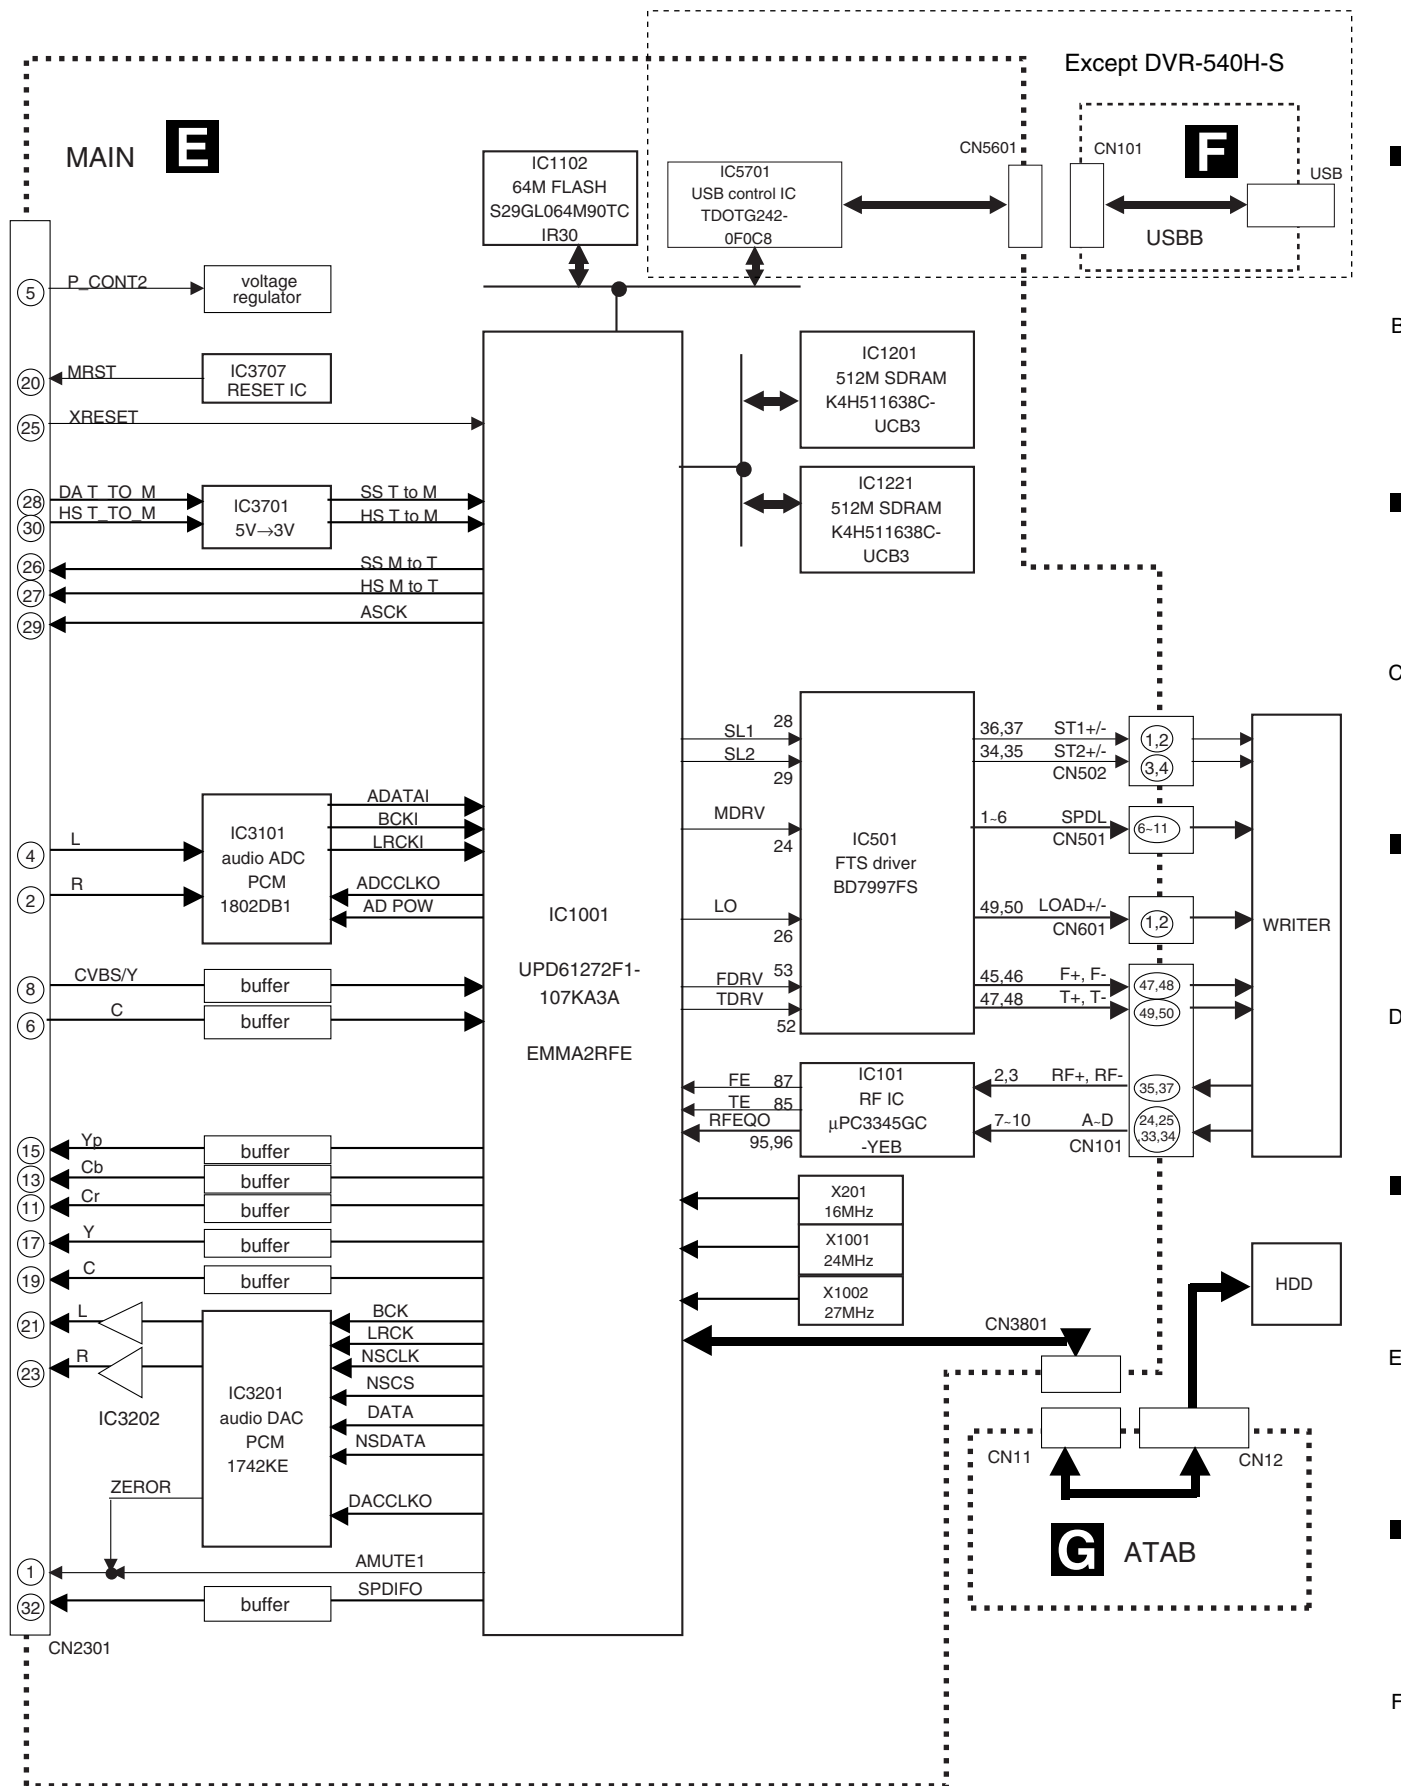 Except DVR-540H-S
MAIN E
IC1102
64M FLASH
S29GL064M90TC
IR30
IC5701
USB control IC
TDOTG242-
0F0C8
CN5601
CN101
F
USB
USBB
5 P_CONT2
voltage
regulator
20 MRST
IC3707
RESET IC
25 XRESET
28 DA T_TO_M
30 HS T_TO_M
IC3701
5V→3V
SS T to M
HS T to M
26 SS M to T
27 HS M to T
29 ASCK
IC1201
512M SDRAM
K4H511638C-
UCB3
IC1221
512M SDRAM
K4H511638C-
UCB3
B
C
4 L
2 R
IC3101
audio ADC
PCM
1802DB1
ADATAI
BCKI
LRCKI
ADCCLKO
AD POW
8 CVBS/Y buffer
6 C buffer
IC1001
UPD61272F1-
107KA3A
EMMA2RFE
SL1 28
SL2
29
MDRV
24
LO
26
FDRV 53
TDRV
52
IC501
FTS driver
BD7997FS
36,37 ST1+/- 1,2
34,35 ST2+/- 3,4
CN502
1~6 SPDL 6~11
CN501
49,50 LOAD+/- 1,2
CN601
45,46 F+, F- 47,48
47,48 T+, T- 49,50
WRITER
D
FE 87
TE 85
RFEQO
95,96
IC101
RF IC
µPC3345GC
-YEB
2,3 RF+, RF- 35,37
7~10 A~D 24,25
,33,34
CN101
15 Yp buffer
13 Cb buffer
11 Cr buffer
17 Y buffer
19 C buffer
X201
16MHz
X1001
24MHz
X1002
27MHz
HDD
CN3801
E
21 L
23 R
IC3202
IC3201
audio DAC
PCM
1742KE
BCK
LRCK
NSCLK
NSCS
DATA
NSDATA
DACCLKO
ZEROR
CN11
CN12
G ATAB
1 AMUTE1
32 buffer SPDIFO
CN2301
F